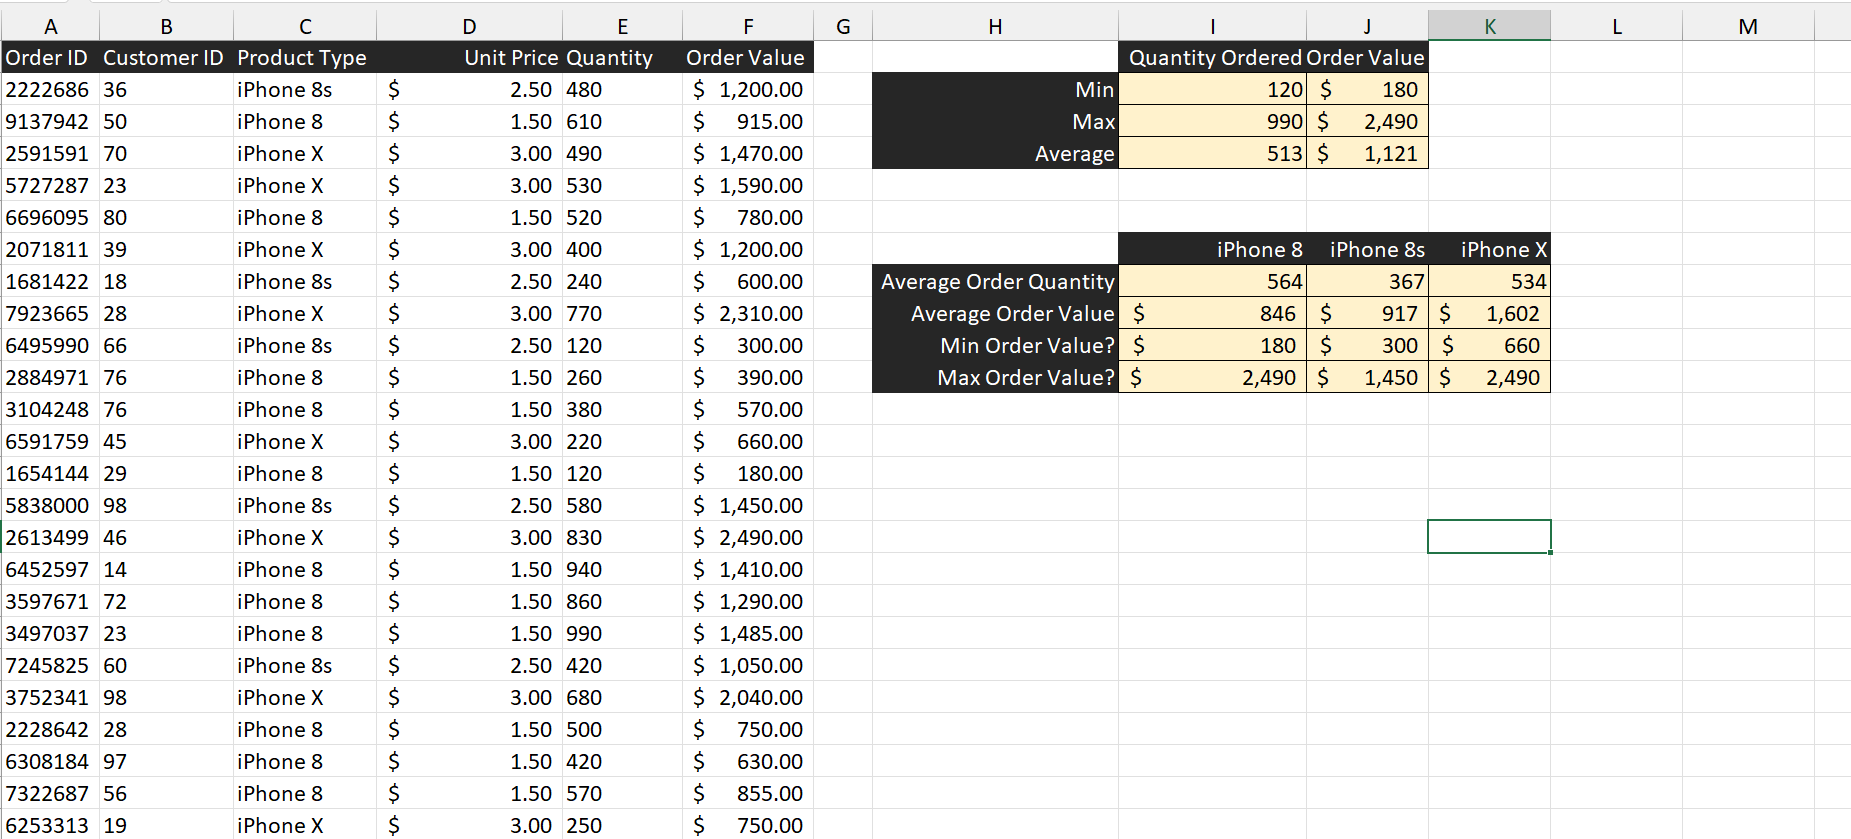 A B C D E F G H I J K L M
Order ID Customer ID Product Type Unit Price Quantity Order Value Quantity Ordered Order Value
2222686 36 iPhone 8s $ 2.50 480 $ 1,200.00 Min 120 $ 180
9137942 50 iPhone 8 $ 1.50 610 $ 915.00 Max 990 $ 2,490
2591591 70 iPhone X $ 3.00 490 $ 1,470.00 Average 513 $ 1,121
5727287 23 iPhone X $ 3.00 530 $ 1,590.00
6696095 80 iPhone 8 $ 1.50 520 $ 780.00
2071811 39 iPhone X $ 3.00 400 $ 1,200.00 iPhone 8 iPhone 8s iPhone X
1681422 18 iPhone 8s $ 2.50 240 $ 600.00 Average Order Quantity 564 367 534
7923665 28 iPhone X $ 3.00 770 $ 2,310.00 Average Order Value $ 846 $ 917 $ 1,602
6495990 66 iPhone 8s $ 2.50 120 $ 300.00 Min Order Value? $ 180 $ 300 $ 660
2884971 76 iPhone 8 $ 1.50 260 $ 390.00 Max Order Value? $ 2,490 $ 1,450 $ 2,490
3104248 76 iPhone 8 $ 1.50 380 $ 570.00
6591759 45 iPhone X $ 3.00 220 $ 660.00
1654144 29 iPhone 8 $ 1.50 120 $ 180.00
5838000 98 iPhone 8s $ 2.50 580 $ 1,450.00
2613499 46 iPhone X $ 3.00 830 $ 2,490.00
6452597 14 iPhone 8 $ 1.50 940 $ 1,410.00
3597671 72 iPhone 8 $ 1.50 860 $ 1,290.00
3497037 23 iPhone 8 $ 1.50 990 $ 1,485.00
7245825 60 iPhone 8s $ 2.50 420 $ 1,050.00
3752341 98 iPhone X $ 3.00 680 $ 2,040.00
2228642 28 iPhone 8 $ 1.50 500 $ 750.00
6308184 97 iPhone 8 $ 1.50 420 $ 630.00
7322687 56 iPhone 8 $ 1.50 570 $ 855.00
6253313 19 iPhone X $ 3.00 250 $ 750.00